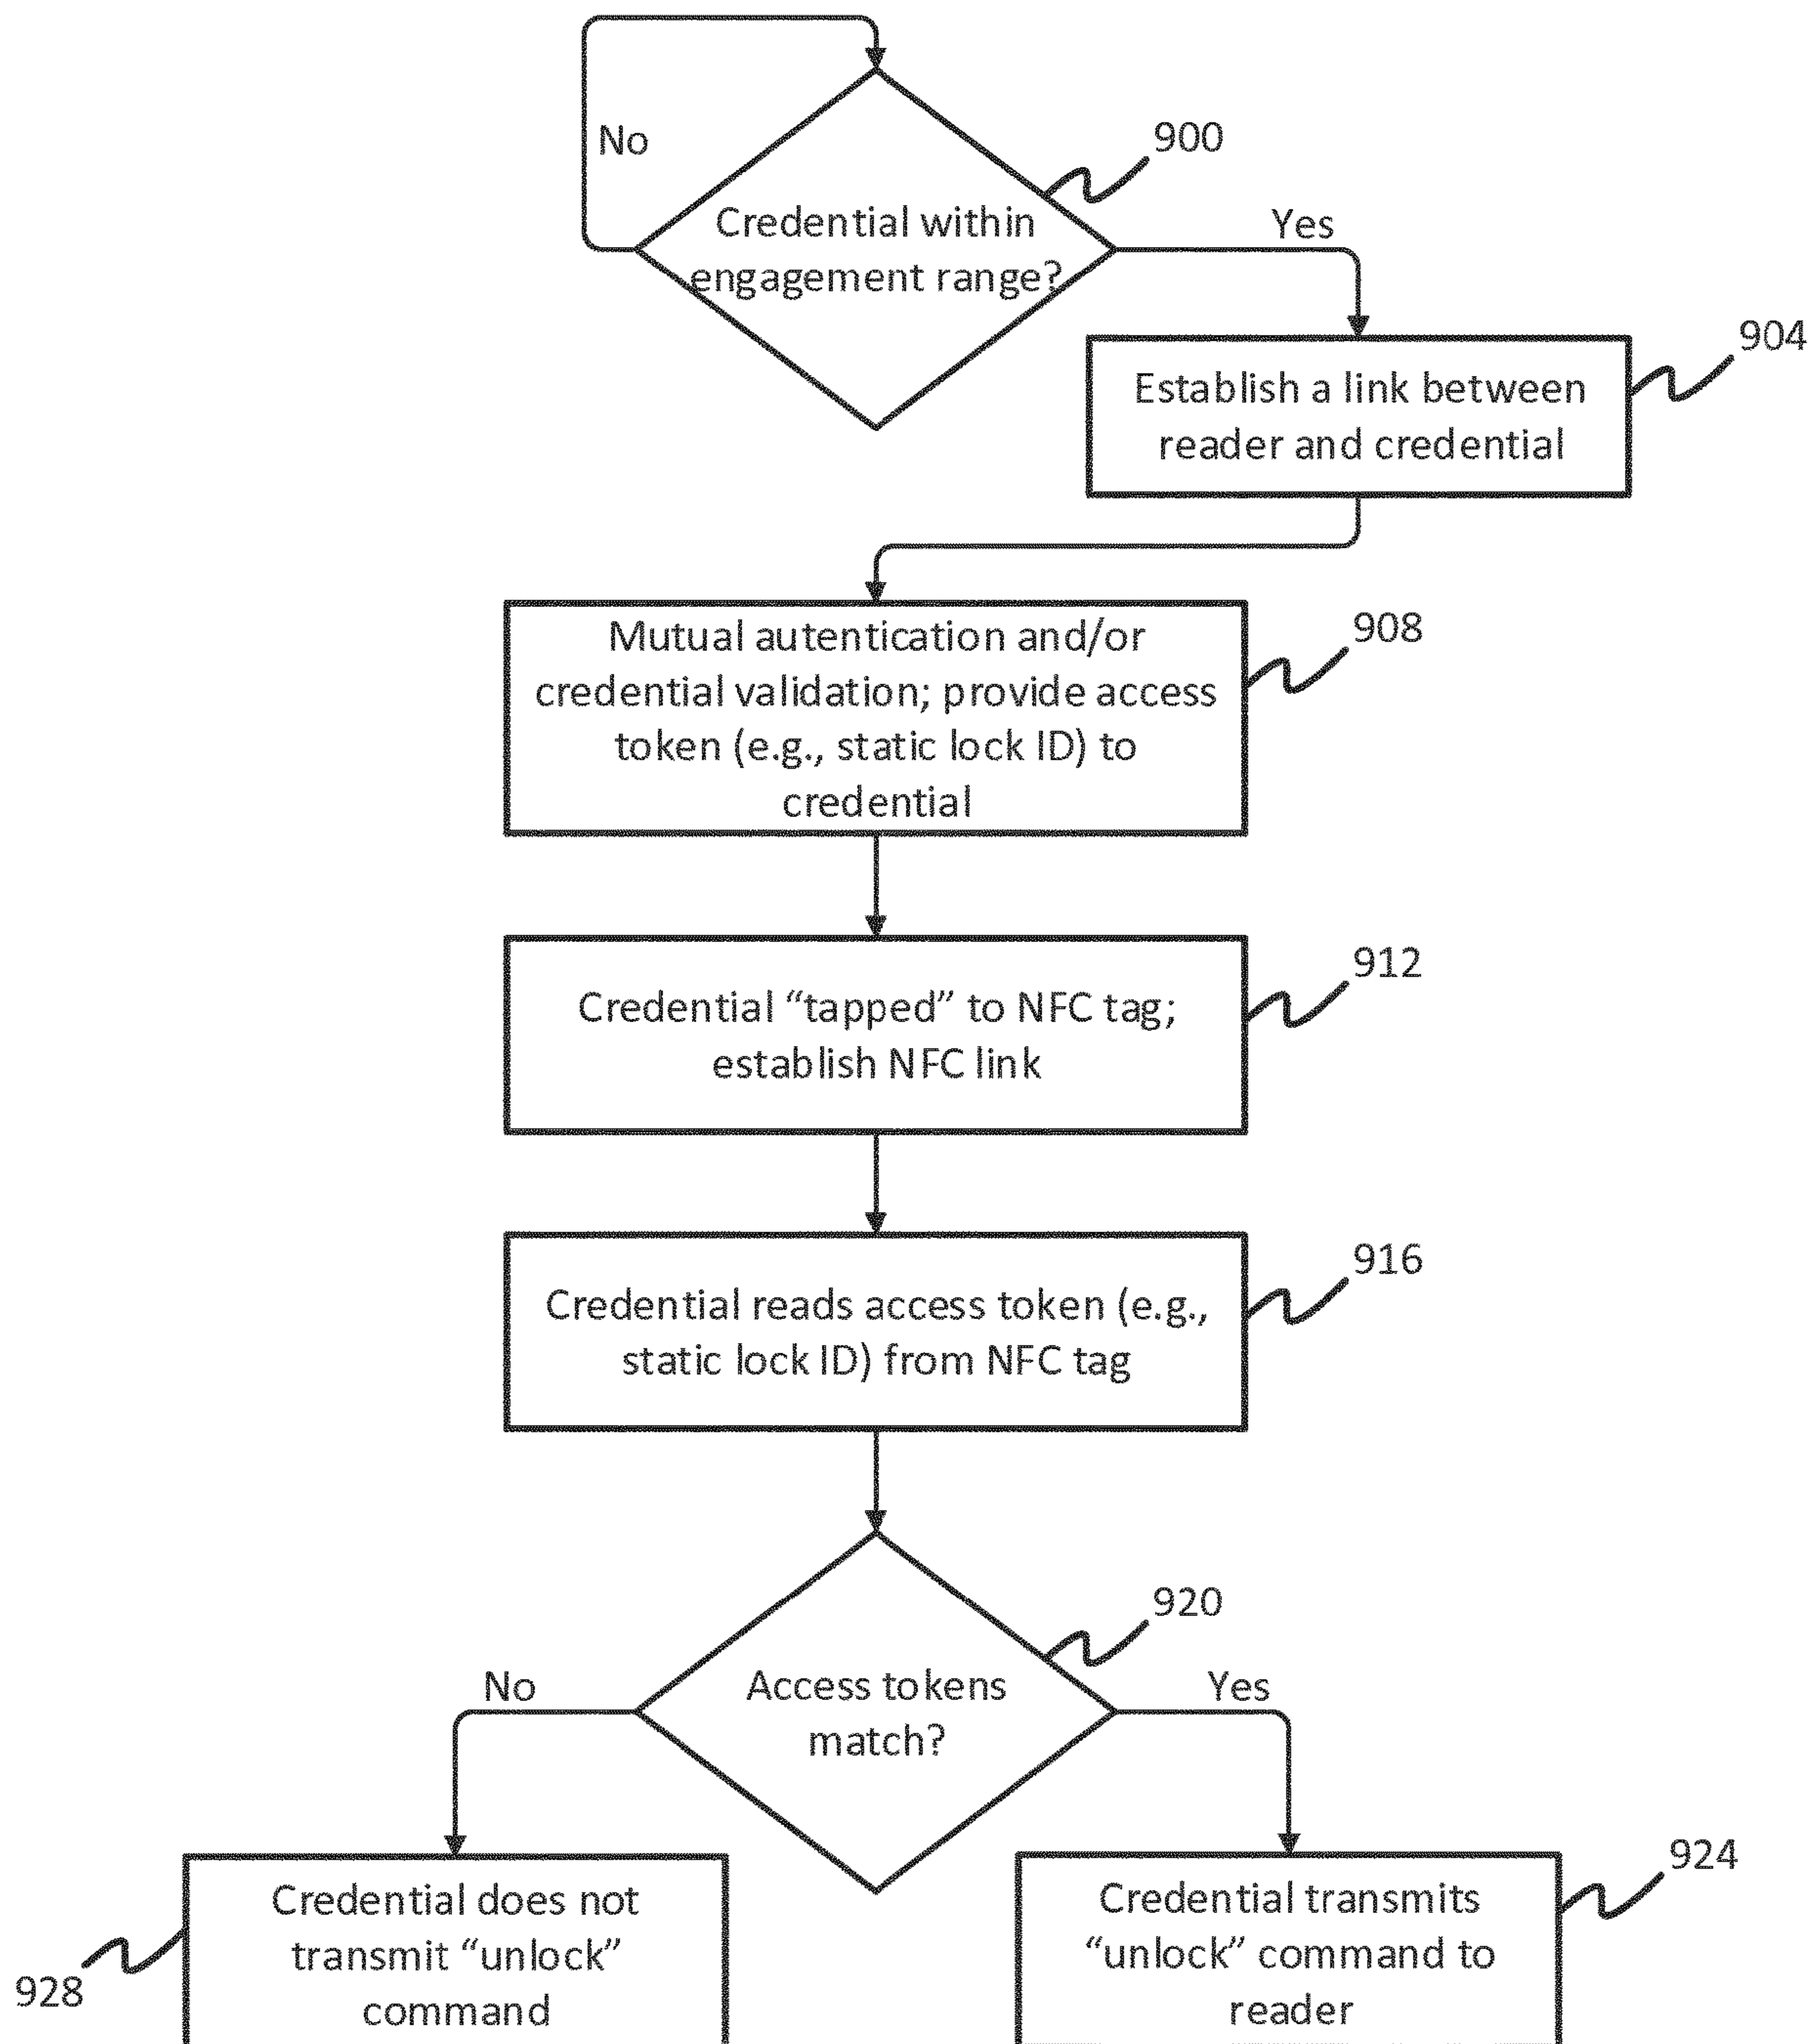 No
900
Credential within
engagement range?
Yes
904
Establish a link between
reader and credential
908
Mutual autentication and/or
credential validation; provide access
token (e.g., static lock ID) to
credential
912
Credential “tapped” to NFC tag;
establish NFC link
916
Credential reads access token (e.g.,
static lock ID) from NFC tag
920
No
Access tokens
match?
Yes
924
Credential does not
transmit “unlock”
command
928
Credential transmits
“unlock” command to
reader